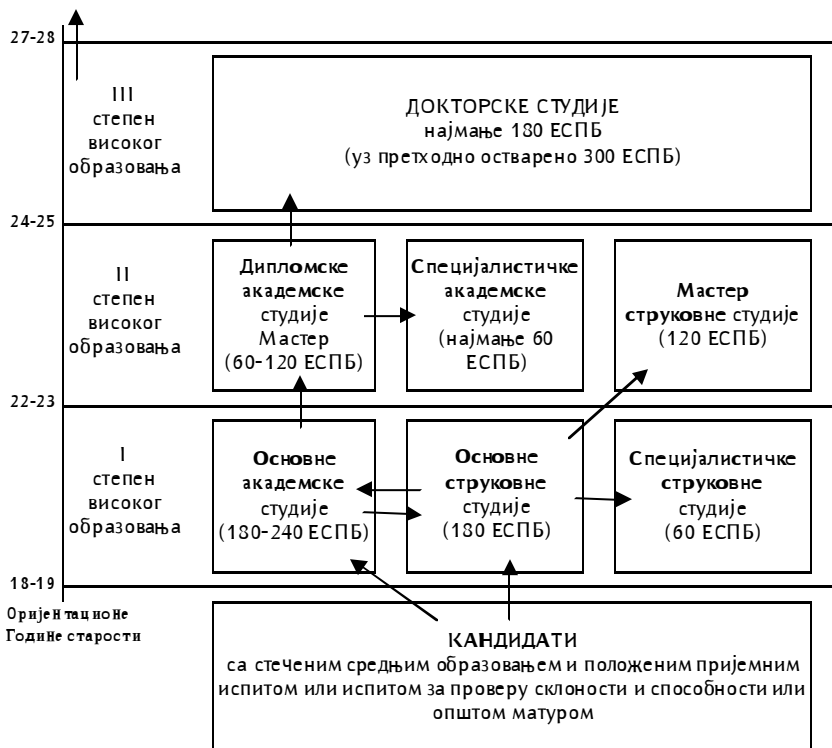 27-28
III
степен
високог
образовања
ДОКТОРСКЕ СТУДИЈЕ
најмање 180 ЕСПБ
(уз претходно остварено 300 ЕСПБ)
24-25
II
степен
високог
образовања
Дипломске
академске
студије
Мастер
(60-120 ЕСПБ)
Специјалистичке
академске
студије
(најмање 60
ЕСПБ)
Мастер
струковне студије
(120 ЕСПБ)
22-23
I
степен
високог
образовања
Основне
академске
студије
(180-240 ЕСПБ)
Основне
струковне
студије
(180 ЕСПБ)
Специјалистичке
струковне
студије
(60 ЕСПБ)
18-19
Оријентационе
Године старости
КАНДИДАТИ
са стеченим средњим образовањем и положеним пријемним
испитом или испитом за проверу склоности и способности или
општом матуром